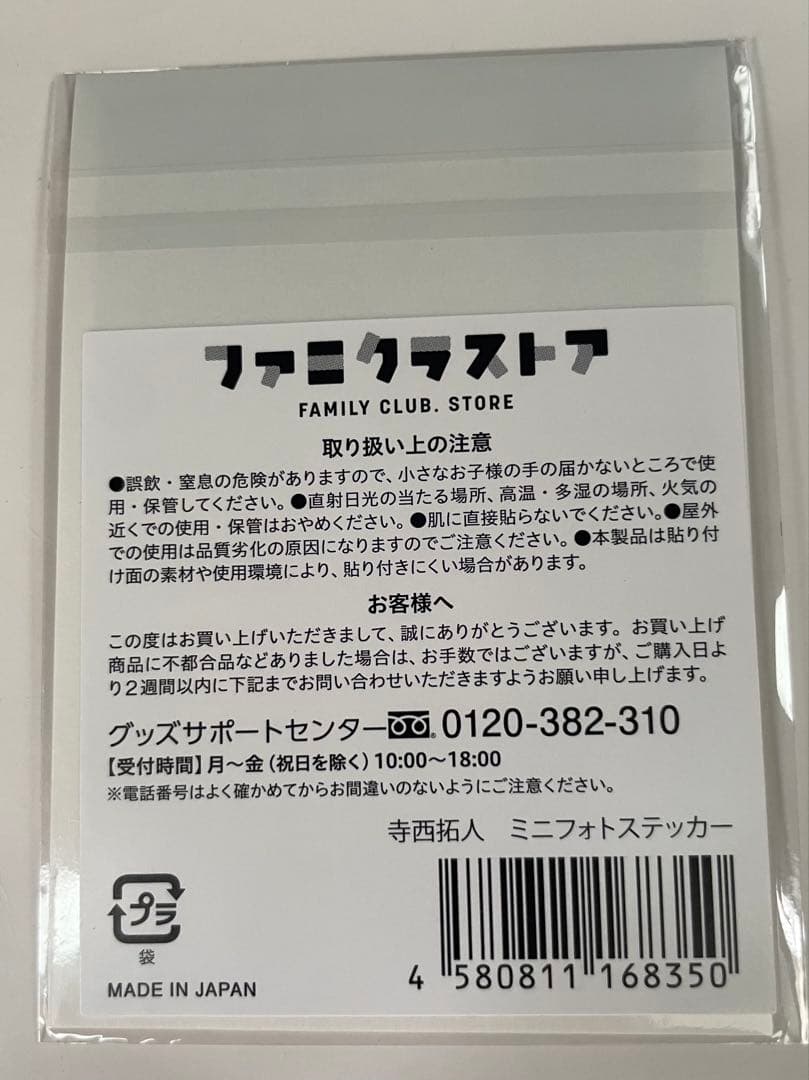 ファミクラストア
FAMILY CLUB. STORE
取り扱い上の注意
●誤飲・窒息の危険がありますので、小さなお子様の手の届かないところで使
用・保管してください。●直射日光の当たる場所、高温・多湿の場所、火気の
近くでの使用・保管はおやめください。●肌に直接貼らないでください。●屋外
での使用は品質劣化の原因になりますのでご注意ください。●本製品は貼り付
け面の素材や使用環境により、貼り付きにくい場合があります。
お客様へ
この度はお買い上げいただきまして、誠にありがとうございます。お買い上げ
商品に不都合品などありました場合は、お手数ではございますが、ご購入日よ
り2週間以内に下記までお問い合わせいただきますようお願い申し上げます。
グッズサポートセンター 0120-382-310
【受付時間】月～金（祝日を除く）10:00～18:00
※電話番号はよく確かめてからお間違いのないようにご注意ください。
寺西拓人 ミニフォトステッカー
プラ
袋
MADE IN JAPAN
4 580811 168350